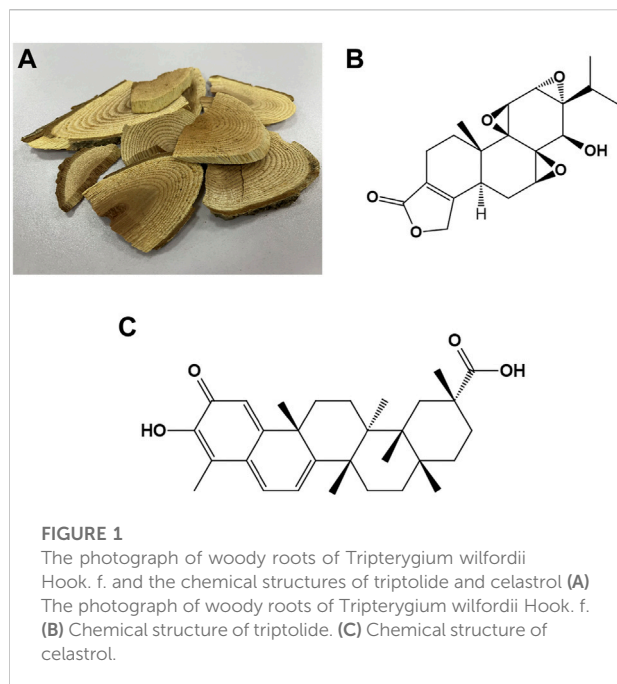 A
B
O
O
OH
O
O
O
H
C
O
O
OH
HO
FIGURE 1
The photograph of woody roots of Tripterygium wilfordii
Hook. f. and the chemical structures of triptolide and celastrol (A)
The photograph of woody roots of Tripterygium wilfordii Hook. f.
(B) Chemical structure of triptolide. (C) Chemical structure of
celastrol.